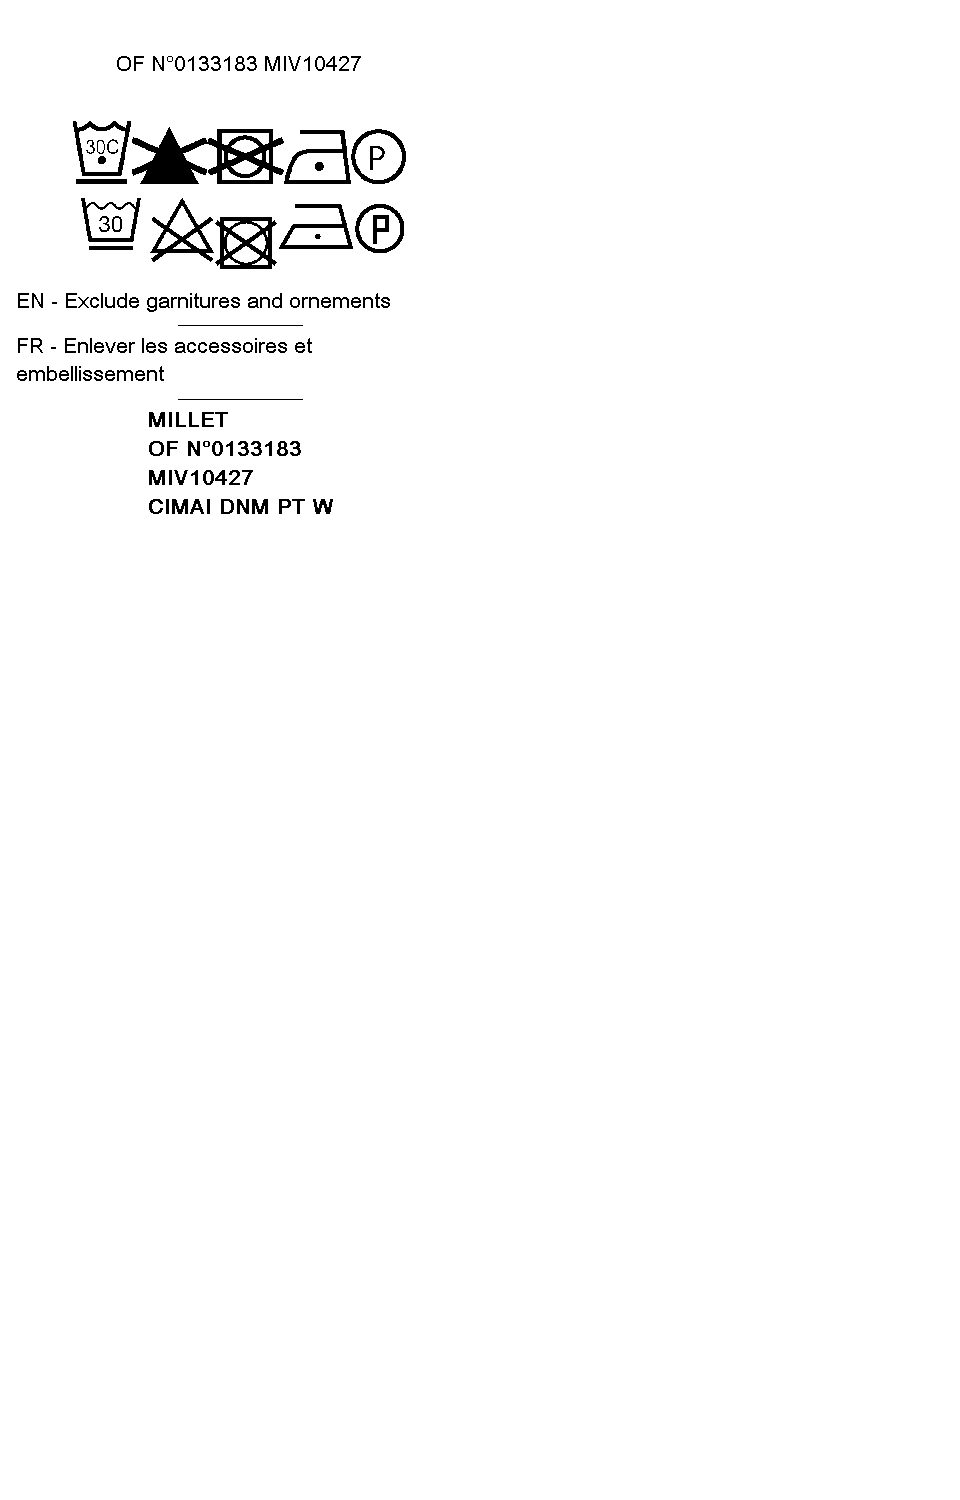 OF N°0133183 MIV10427
30C P
30 P
EN - Exclude garnitures and ornements
FR - Enlever les accessoires et
embellissement
MILLET
OF N°0133183
MIV10427
CIMAI DNM PT W